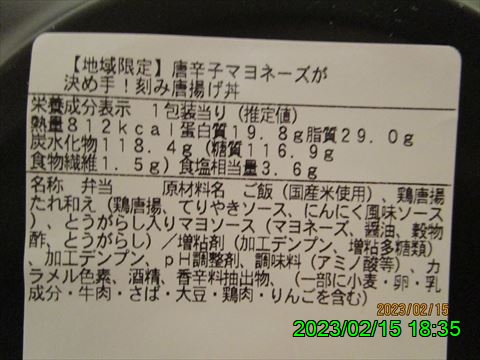 【地域限定】唐辛子マヨネーズが
決め手！刻み唐揚げ丼
栄養成分表示 1包装当り（推定値）
熱量812kcal蛋白質19.8g脂質29.0g
炭水化物118.4g（糖質116.9g
食物繊維1.5g）食塩相当量3.6g
名称 弁当 原材料名 ご飯（国産米使用）、鶏唐揚
たれ和え（鶏唐揚、てりやきソース、にんにく風味ソース
）、とうがらし入りマヨソース（マヨネーズ、醤油、穀物
酢、とうがらし）／増粘剤（加工デンプン、増粘多糖類）
、加工デンプン、pH調整剤、調味料（アミノ酸等）、カ
ラメル色素、酒精、香辛料抽出物、（一部に小麦・卵・乳
成分・牛肉・さば・大豆・鶏肉・りんごを含む）
2023/02/15
2023/02/15 18:35